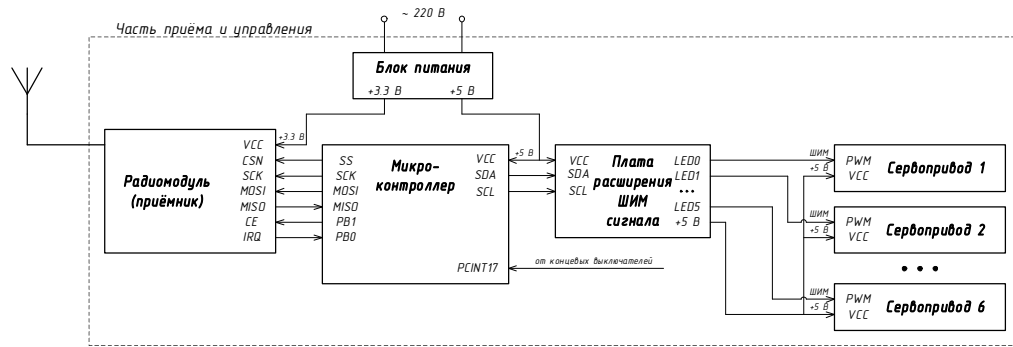 ~ 220 В
Часть приёма и управления
Блок питания
+3.3 В
+5 В
+3.3 В
Радиомодуль
(приёмник)
VCC
CSN
SCK
MOSI
MISO
CE
IRQ
SS
SCK
MOSI
MISO
PB1
PB0
Микро-
контроллер
VCC
SDA
SCL
PCINT17
от концевых выключателей
+5 В
VCC
SDA
SCL
Плата
расширения
ШИМ
сигнала
LED0
LED1
...
LED5
+5 В
ШИМ
+5 В
PWM
VCC
Сервопривод 1
ШИМ
+5 В
PWM
VCC
Сервопривод 2
ШИМ
+5 В
PWM
VCC
Сервопривод 6